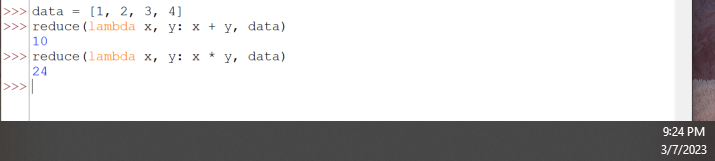 >>> data = [1, 2, 3, 4]
>>> reduce(lambda x, y: x + y, data)
10
>>> reduce(lambda x, y: x * y, data)
24
>>>
9:24 PM
3/7/2023